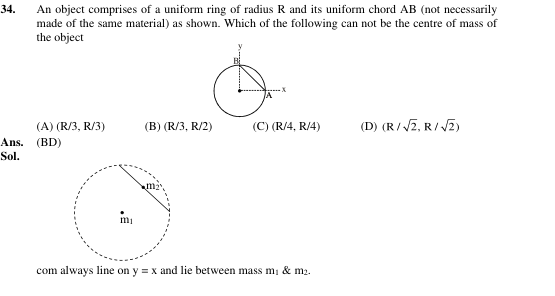 34. An object comprises of a uniform ring of radius R and its uniform chord AB (not necessarily
made of the same material) as shown. Which of the following can not be the centre of mass of
the object
y
B
x
A
(A) (R/3, R/3) (B) (R/3, R/2) (C) (R/4, R/4) (D) (R / √2, R / √2)
Ans. (BD)
Sol.
m₂
m₁
com always line on y = x and lie between mass m₁ & m₂.